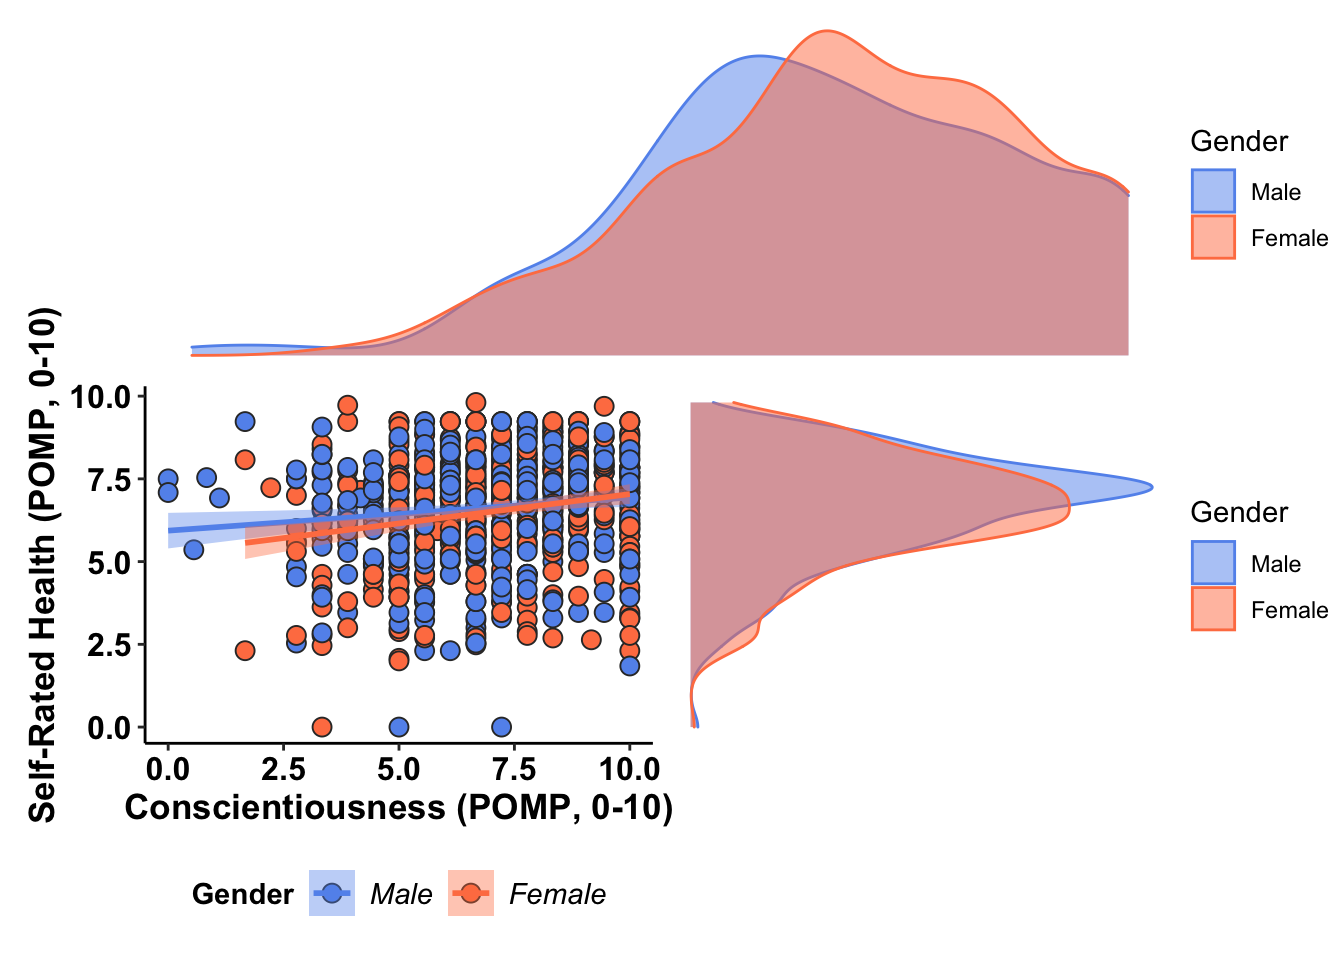 Gender
Male
Female
Self-Rated Health (POMP, 0-10)
10.0
7.5
5.0
2.5
0.0
0.0 2.5 5.0 7.5 10.0
Conscientiousness (POMP, 0-10)
Gender
Male
Female
Gender Male Female